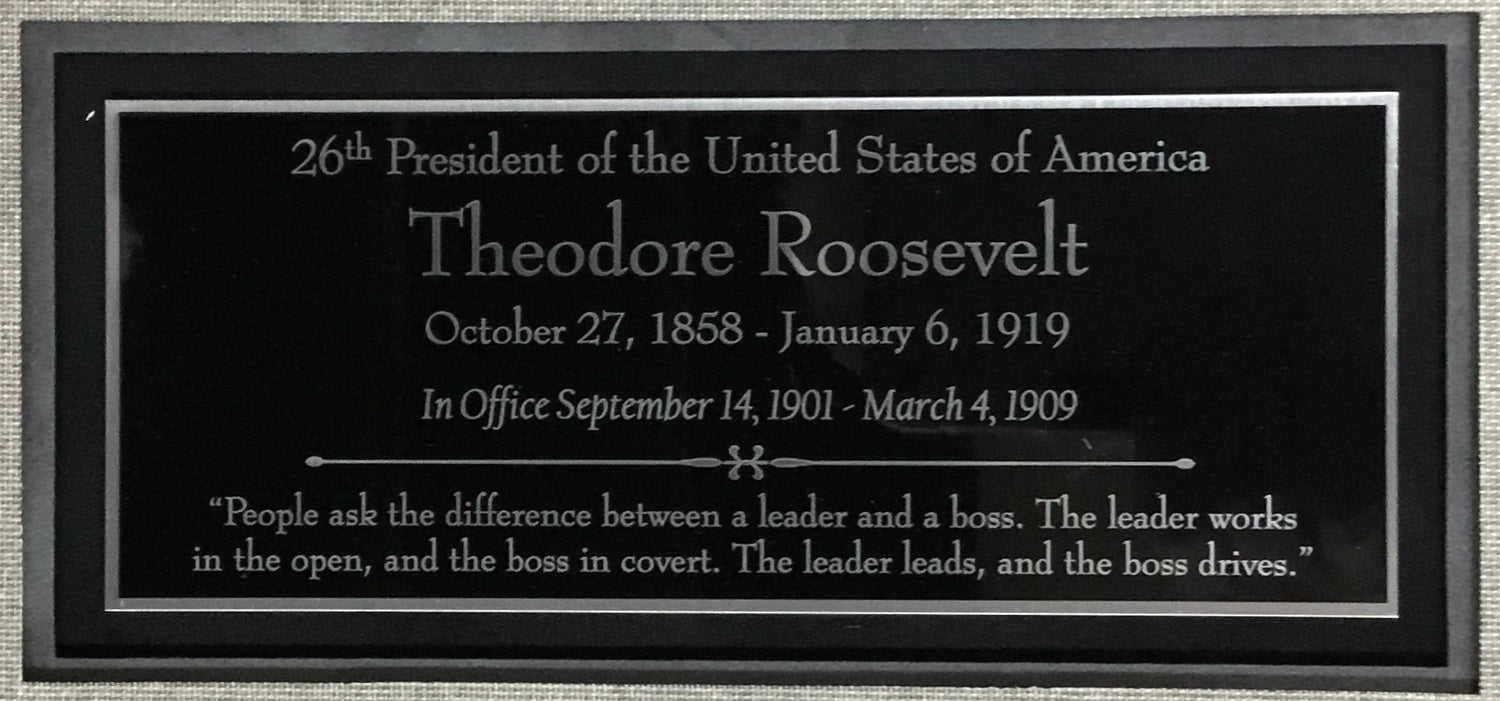 26th President of the United States of America
Theodore Roosevelt
October 27, 1858 - January 6, 1919
In Office September 14, 1901 - March 4, 1909
“People ask the difference between a leader and a boss. The leader works
in the open, and the boss in covert. The leader leads, and the boss drives.”